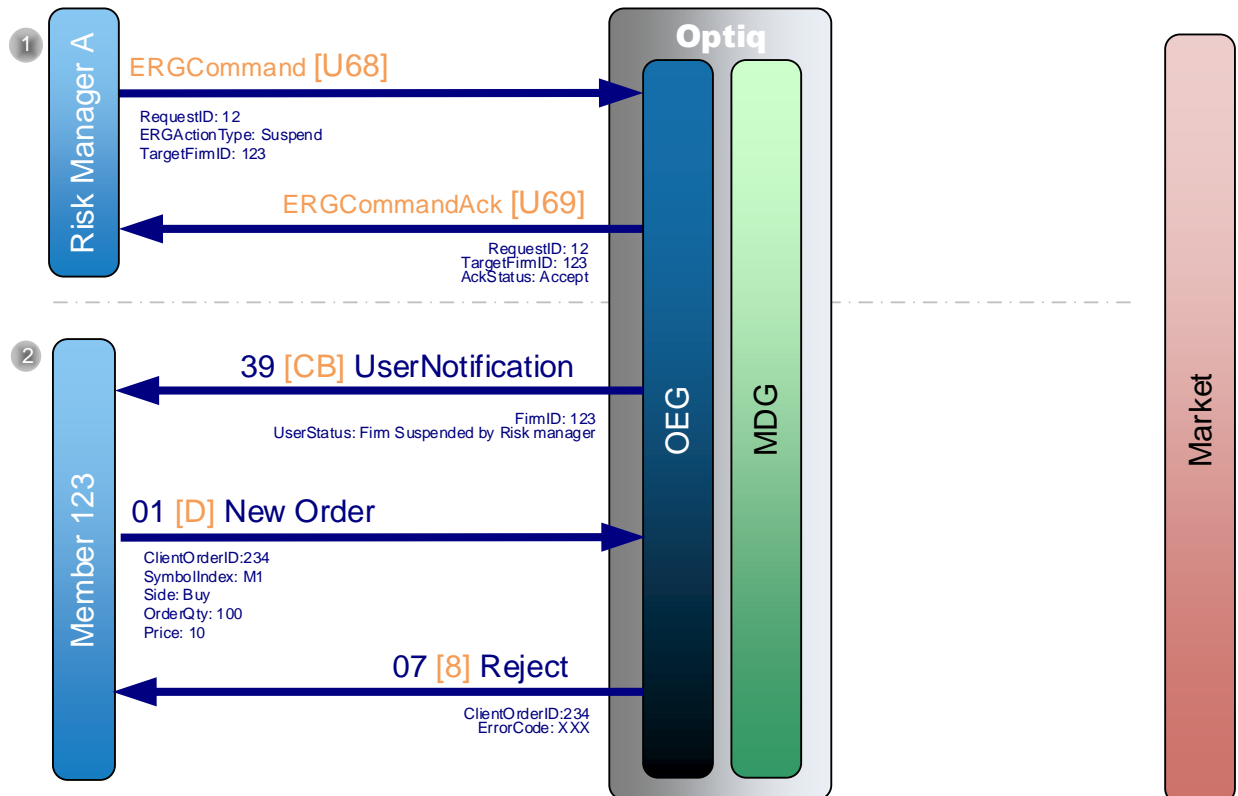 Optiq
1
Risk Manager A
ERGCommand [U68]
RequestID: 12
ERGActionType: Suspend
TargetFirmID: 123
ERGCommandAck [U69]
RequestID: 12
TargetFirmID: 123
AckStatus: Accept
OEG
MDG
Market
2
Member 123
39 [CB] UserNotification
FirmID: 123
UserStatus: Firm Suspended by Risk manager
01 [D] New Order
ClientOrderID:234
SymbolIndex: M1
Side: Buy
OrderQty: 100
Price: 10
07 [8] Reject
ClientOrderID:234
ErrorCode: XXX